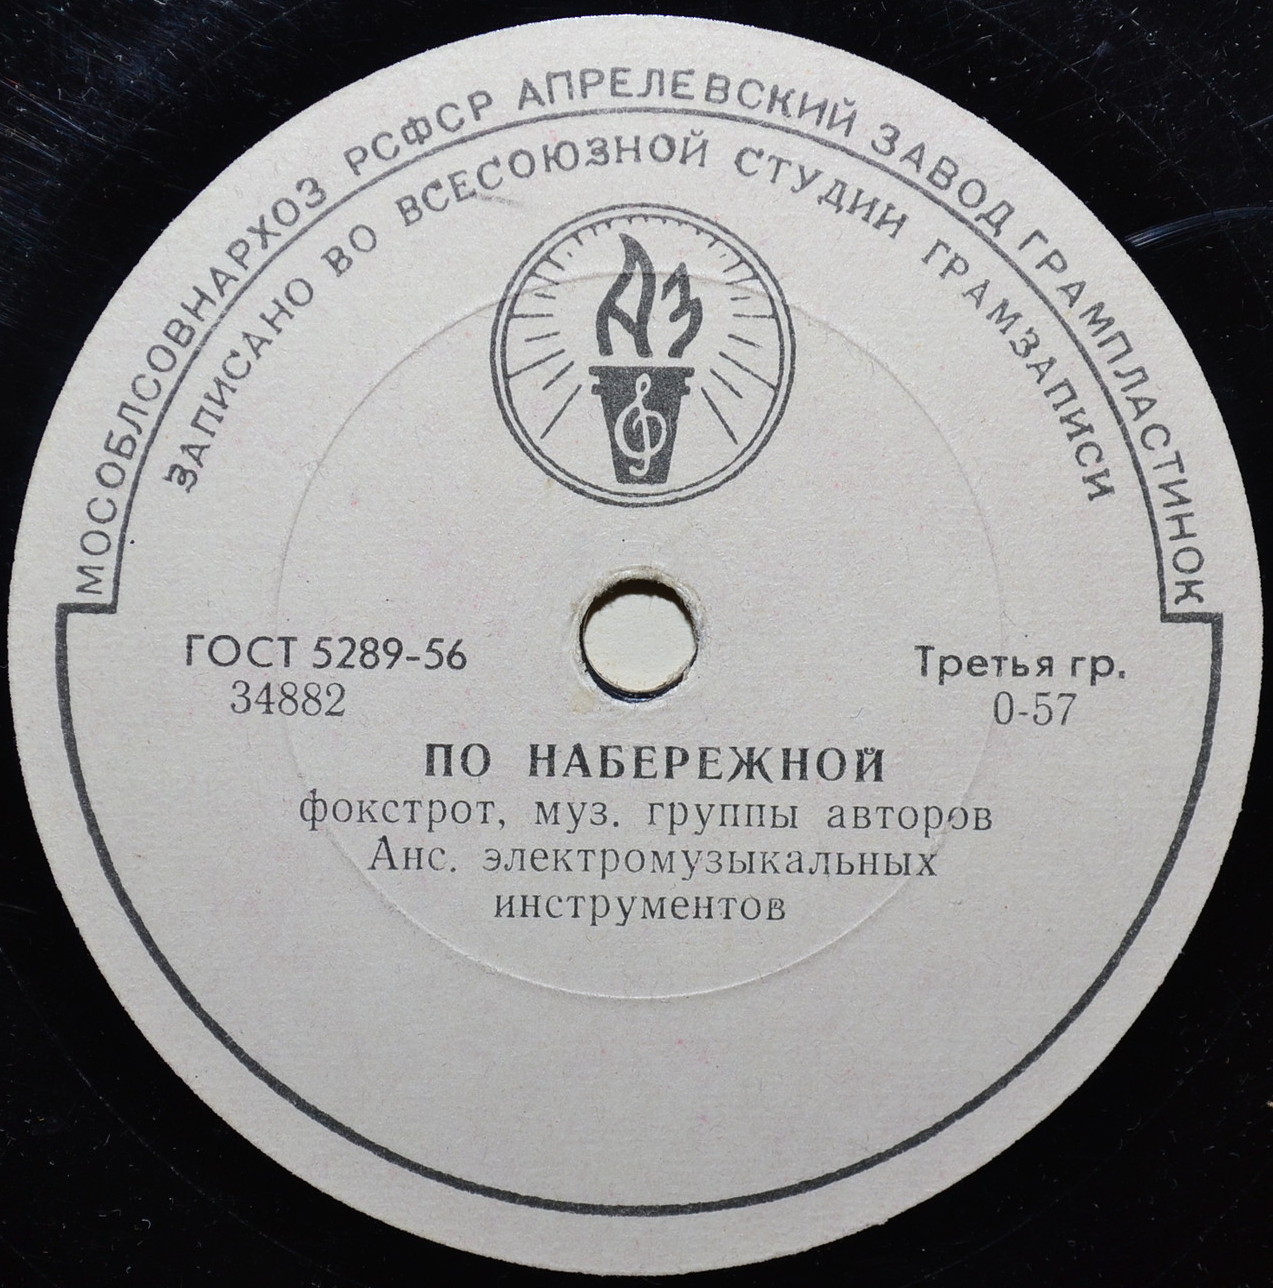 МОСОБЛСОВНАРХОЗ РСФСР АПРЕЛЕВСКИЙ ЗАВОД ГРАМПЛАСТИНОК
ЗАПИСАНО ВО ВСЕСОЮЗНОЙ СТУДИИ ГРАМЗАПИСИ
АЗ
ГОСТ 5289-56
34882
Третья гр.
0-57
ПО НАБЕРЕЖНОЙ
фокстрот, муз. группы авторов
Анс. электромузыкальных
инструментов